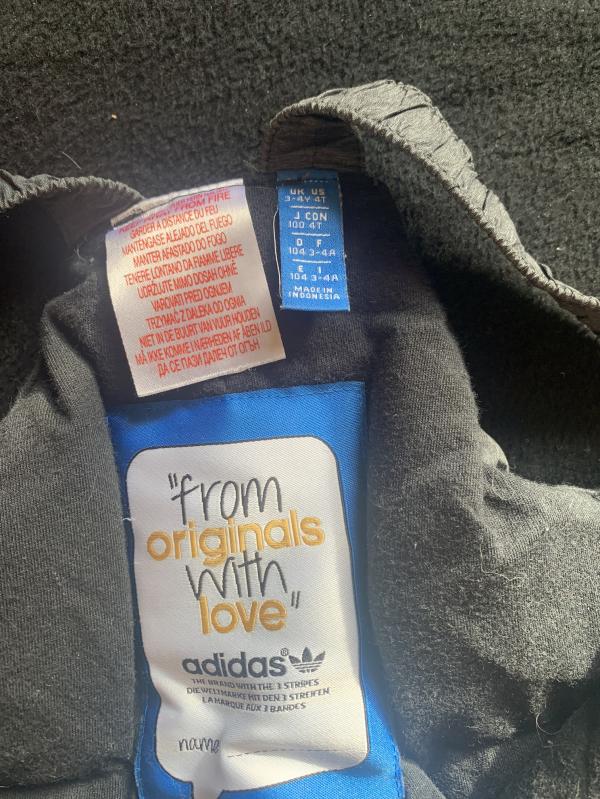 KEEP AWAY FROM FIRE
GARDER A DISTANCE DU FEU
MANTENGASE ALEJADO DEL FUEGO
MANTER AFASTADO DO FOGO
TENERE LONTANO DA FIAMME LIBERE
UDRŽUJTE MIMO DOSAH OHNĚ
VAROVATI PRED OGNJEM
TRZYMAĆ Z DALEKA OD OGNIA
NIET IN DE BUURT VAN VUUR HOUDEN
MÅ IKKE KOMME I NÆRHEDEN AF ÅBEN ILD
ДА СЕ ПАЗИ ДАЛЕЧ ОТ ОГЪН
UK US
3-4Y 4T
J CON
100 4T
D F
104 3-4A
E I
104 3-4A
MADE IN
INDONESIA
"from
originals
with
love"
adidas®
THE BRAND WITH THE 3 STRIPES
DIE WELTMARKE MIT DEN 3 STREIFEN
LA MARQUE AUX 3 BANDES
name